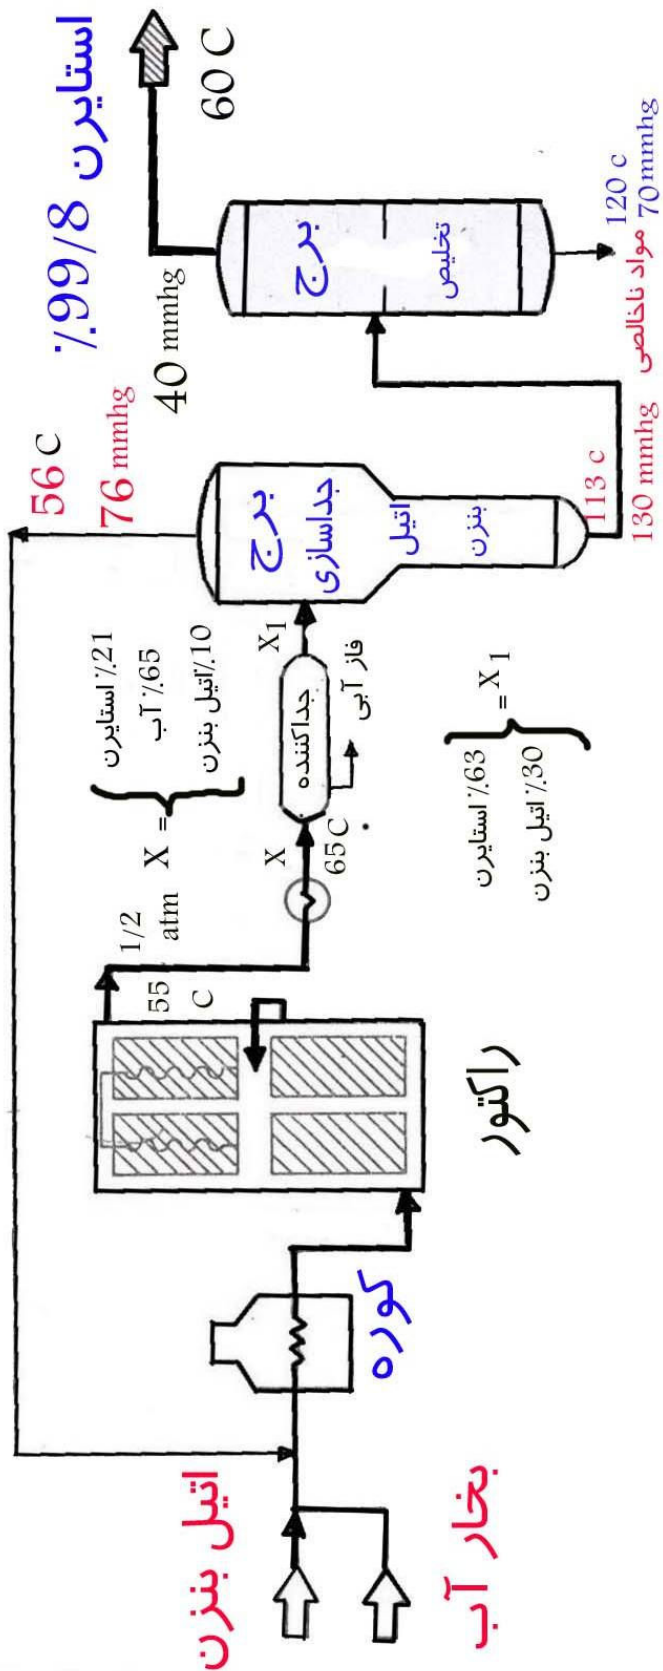 اتیل بنزن
بخار آب
کوره
راکتور
55
C
1/2
atm
X =
21٪ استایرن
65٪ آب
10٪ اتیل بنزن
X
65 C
جداکننده
فاز آبی
X1
63٪ استایرن
30٪ اتیل بنزن
= X1
56 C
76 mmhg
برج
جداسازی
اتیل
بنزن
113 c
130 mmhg
40 mmhg
60 C
استایرن 99/8٪
برج
تخلیص
120 c
70 mmhg
مواد ناخالصی